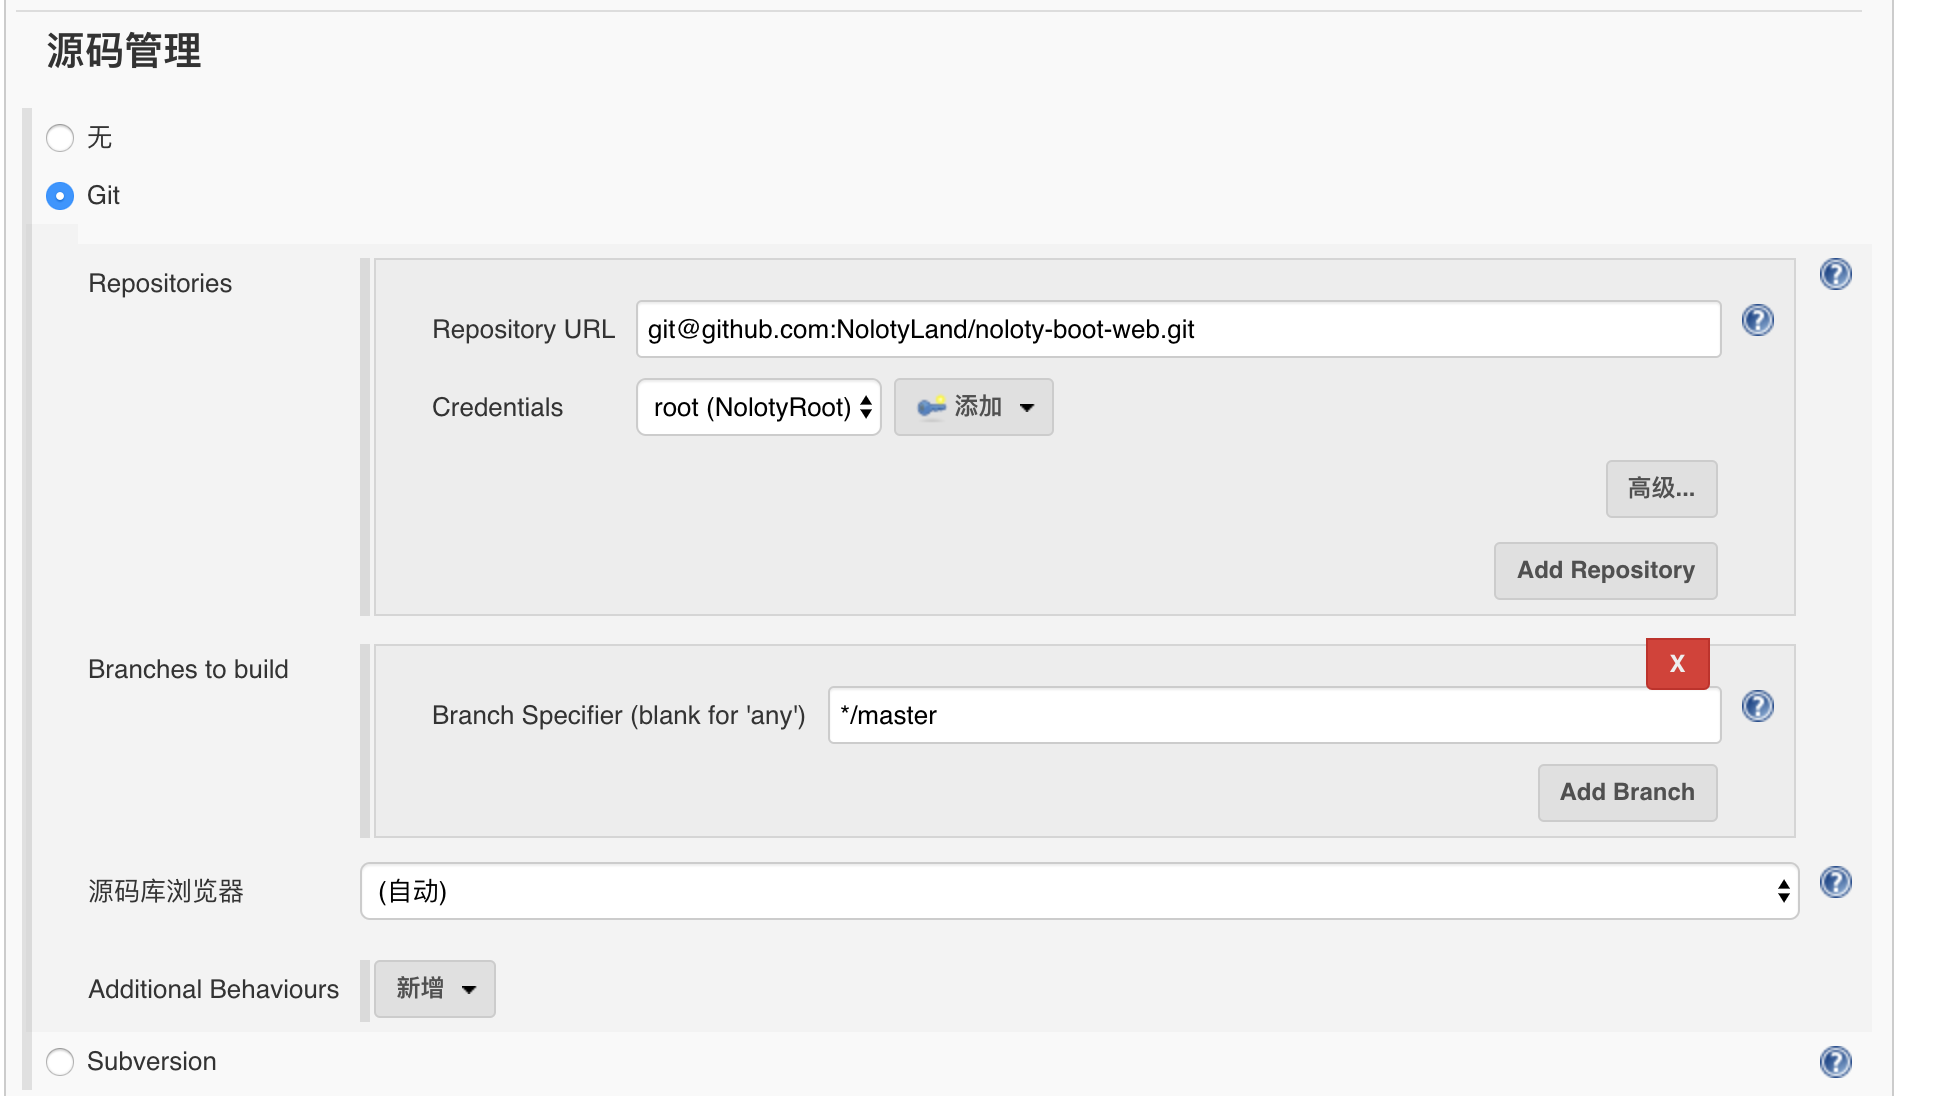 源码管理
无
Git
Repositories
Repository URL git@github.com:NolotyLand/noloty-boot-web.git
Credentials root (NolotyRoot) 添加
高级...
Add Repository
Branches to build
X
Branch Specifier (blank for 'any') */master
Add Branch
源码库浏览器 (自动)
Additional Behaviours 新增
Subversion